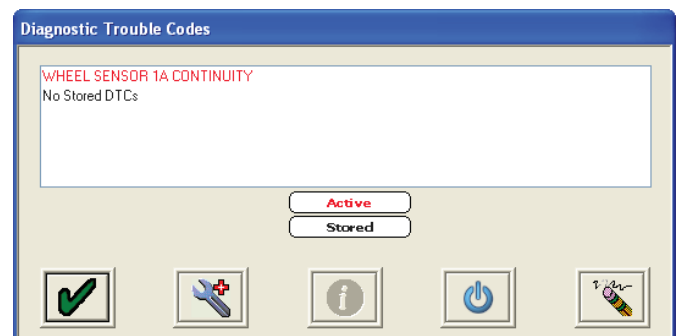 Diagnostic Trouble Codes
WHEEL SENSOR 1A CONTINUITY
No Stored DTCs
Active
Stored